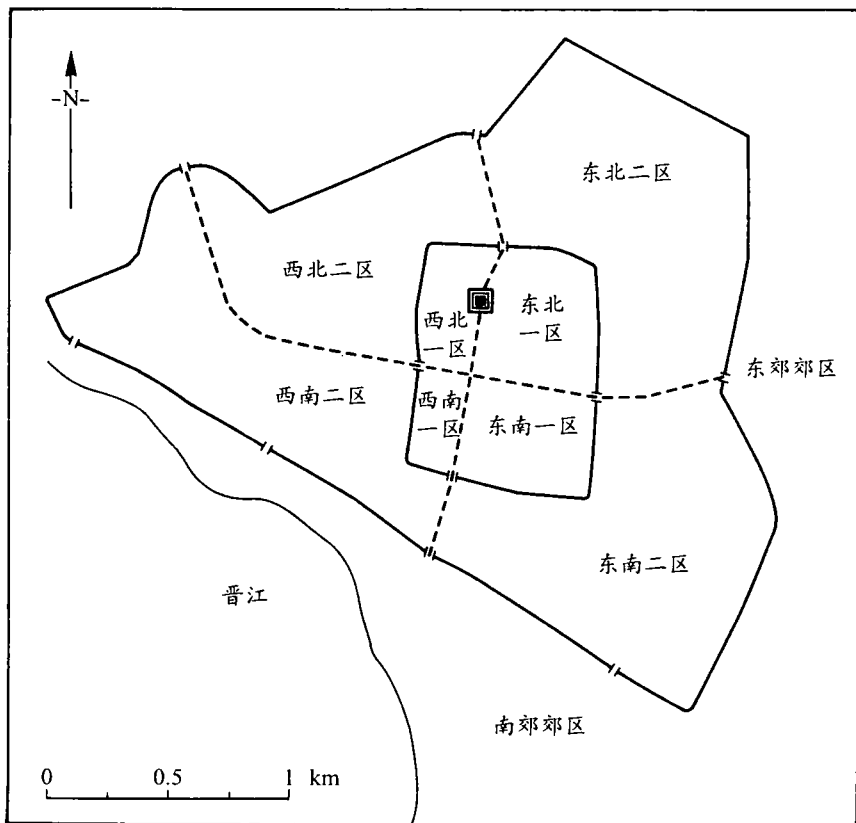 -N-
东北二区
西北二区
东北
一区
西北
一区
东郊郊区
西南二区
西南
一区
东南一区
东南二区
晋江
南郊郊区
0 0.5 1 km